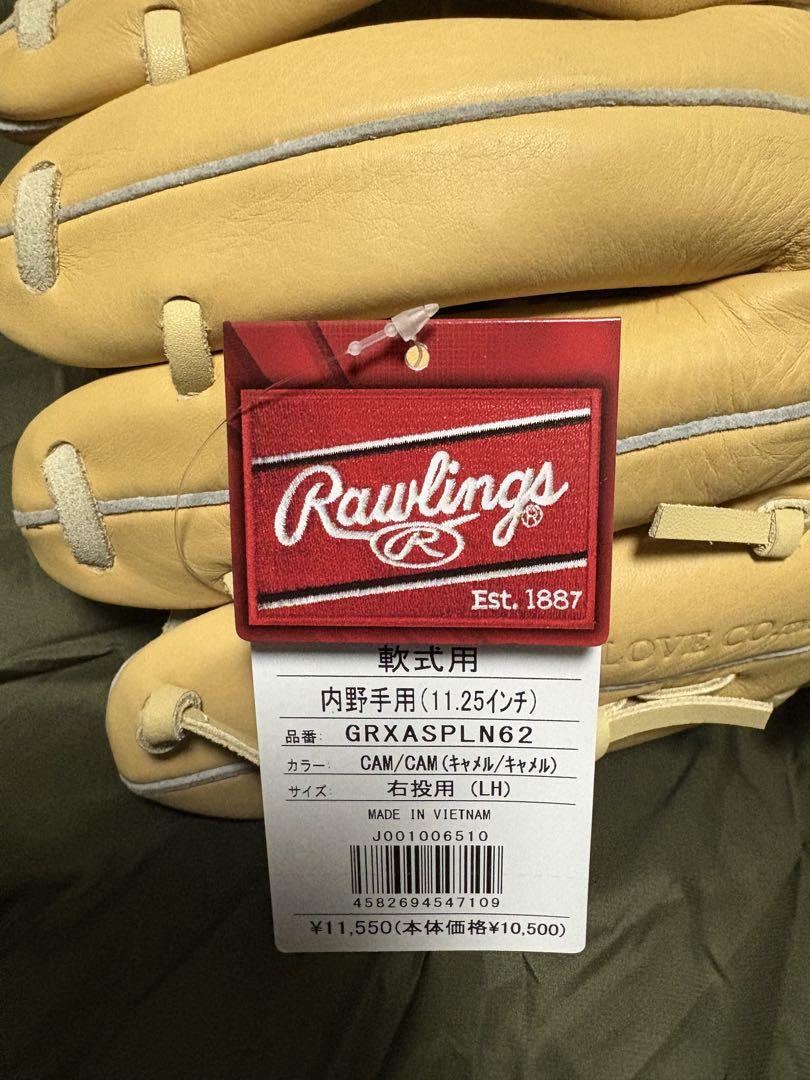 Rawlings®
R
Est. 1887
軟式用
内野手用(11.25インチ)
品番: GRXASPLN62
カラー: CAM/CAM(キャメル/キャメル)
サイズ: 右投用 (LH)
MADE IN VIETNAM
J001006510
4582694547109
¥11,550(本体価格¥10,500)
LOVE CO.